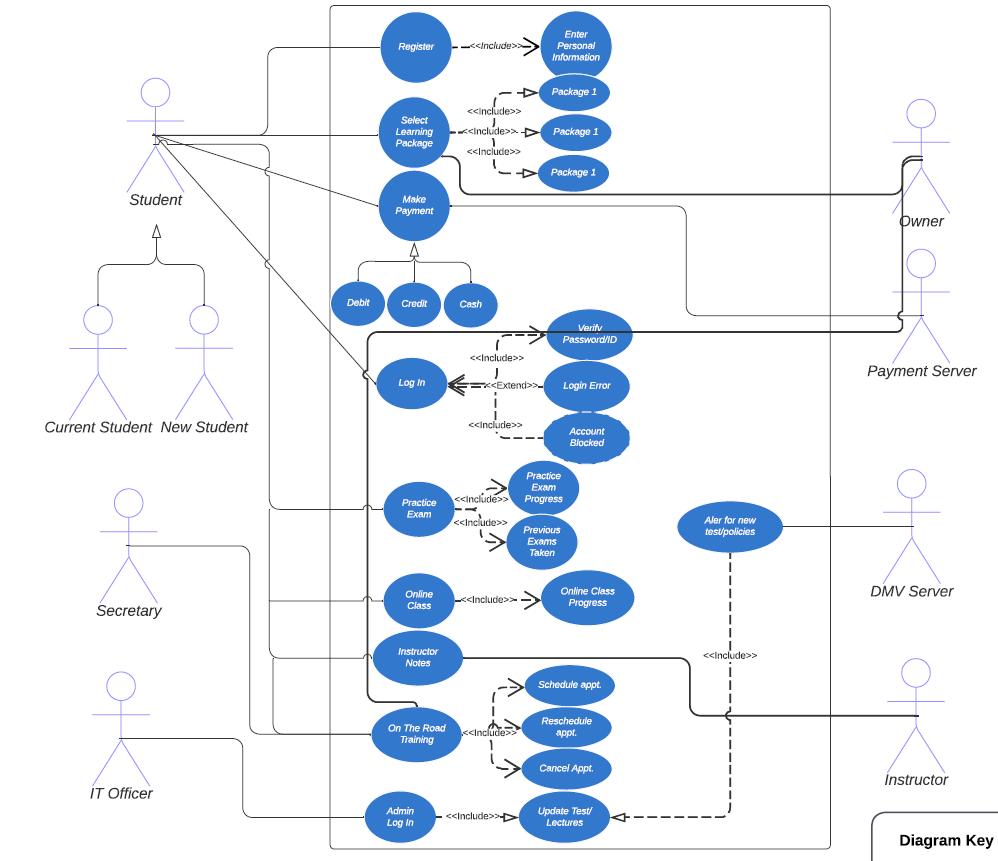 Register
<<Include>>
Enter
Personal
Information
Select
Learning
Package
<<Include>>
<<Include>>
<<Include>>
Package 1
Package 1
Package 1
Student
Owner
Make
Payment
Debit
Credit
Cash
Payment Server
Current Student
New Student
Log In
<<Include>>
<<Extend>>
<<Include>>
Verify
Password/ID
Login Error
Account
Blocked
Practice
Exam
<<Include>>
<<Include>>
Practice
Exam
Progress
Previous
Exams
Taken
Aler for new
test/policies
DMV Server
Secretary
Online
Class
<<Include>>
Online Class
Progress
Instructor
Notes
<<Include>>
On The Road
Training
<<Include>>
Schedule appt.
Reschedule
appt.
Cancel Appt.
Instructor
IT Officer
Admin
Log In
<<Include>>
Update Test/
Lectures
Diagram Key